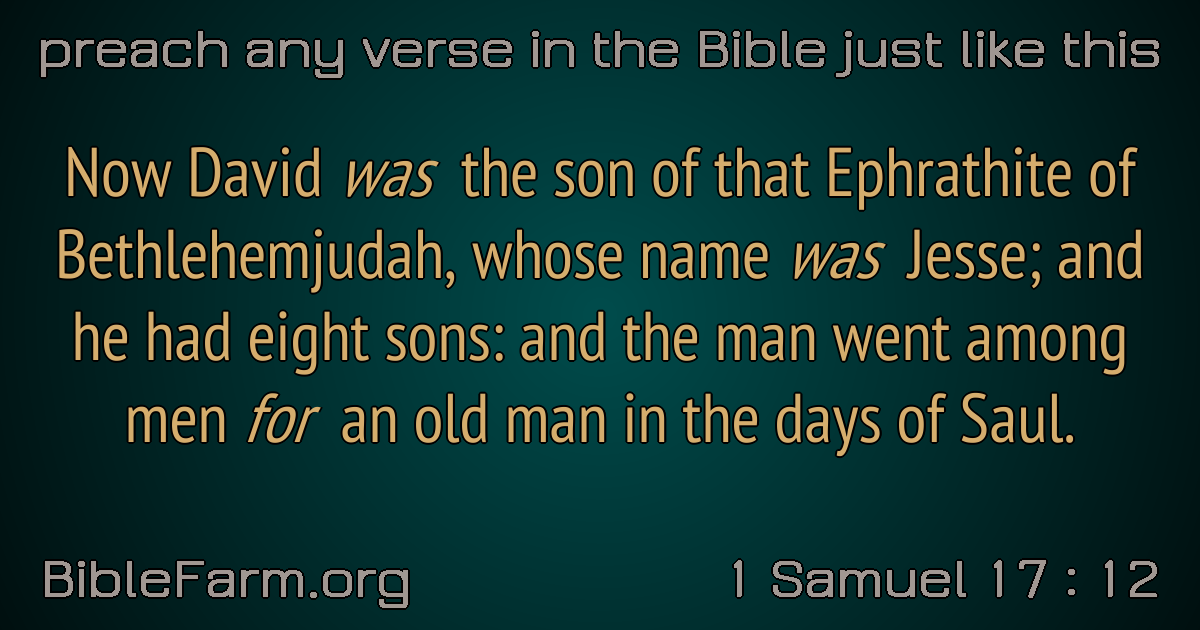 preach any verse in the Bible just like this
Now David was the son of that Ephrathite of
Bethlehemjudah, whose name was Jesse; and
he had eight sons: and the man went among
men for an old man in the days of Saul.
BibleFarm.org
1 Samuel 17 : 12